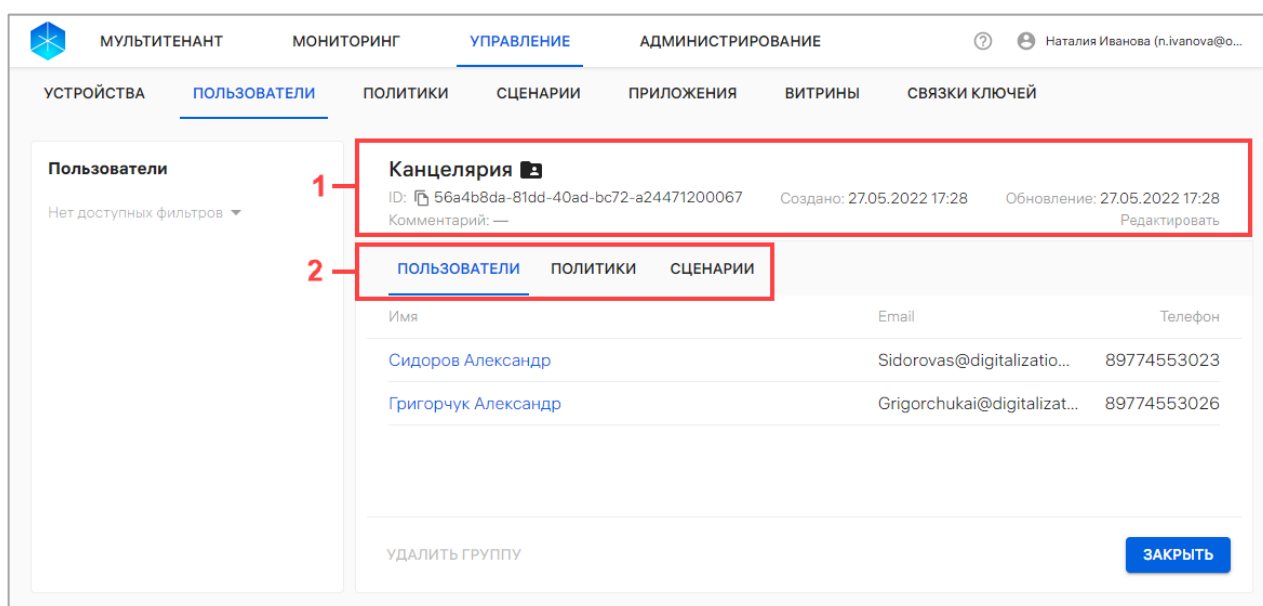 МУЛЬТИТЕНАНТ МОНИТОРИНГ УПРАВЛЕНИЕ АДМИНИСТРИРОВАНИЕ ? Наталия Иванова (n.ivanova@o...
УСТРОЙСТВА ПОЛЬЗОВАТЕЛИ ПОЛИТИКИ СЦЕНАРИИ ПРИЛОЖЕНИЯ ВИТРИНЫ СВЯЗКИ КЛЮЧЕЙ
Пользователи
Нет доступных фильтров
1
Канцелярия
ID: 56a4b8da-81dd-40ad-bc72-a24471200067 Создано: 27.05.2022 17:28 Обновление: 27.05.2022 17:28
Комментарий: — Редактировать
2
ПОЛЬЗОВАТЕЛИ ПОЛИТИКИ СЦЕНАРИИ
Имя Email Телефон
Сидоров Александр Sidorovas@digitalizatio... 89774553023
Григорчук Александр Grigorchukai@digitalizat... 89774553026
УДАЛИТЬ ГРУППУ ЗАКРЫТЬ